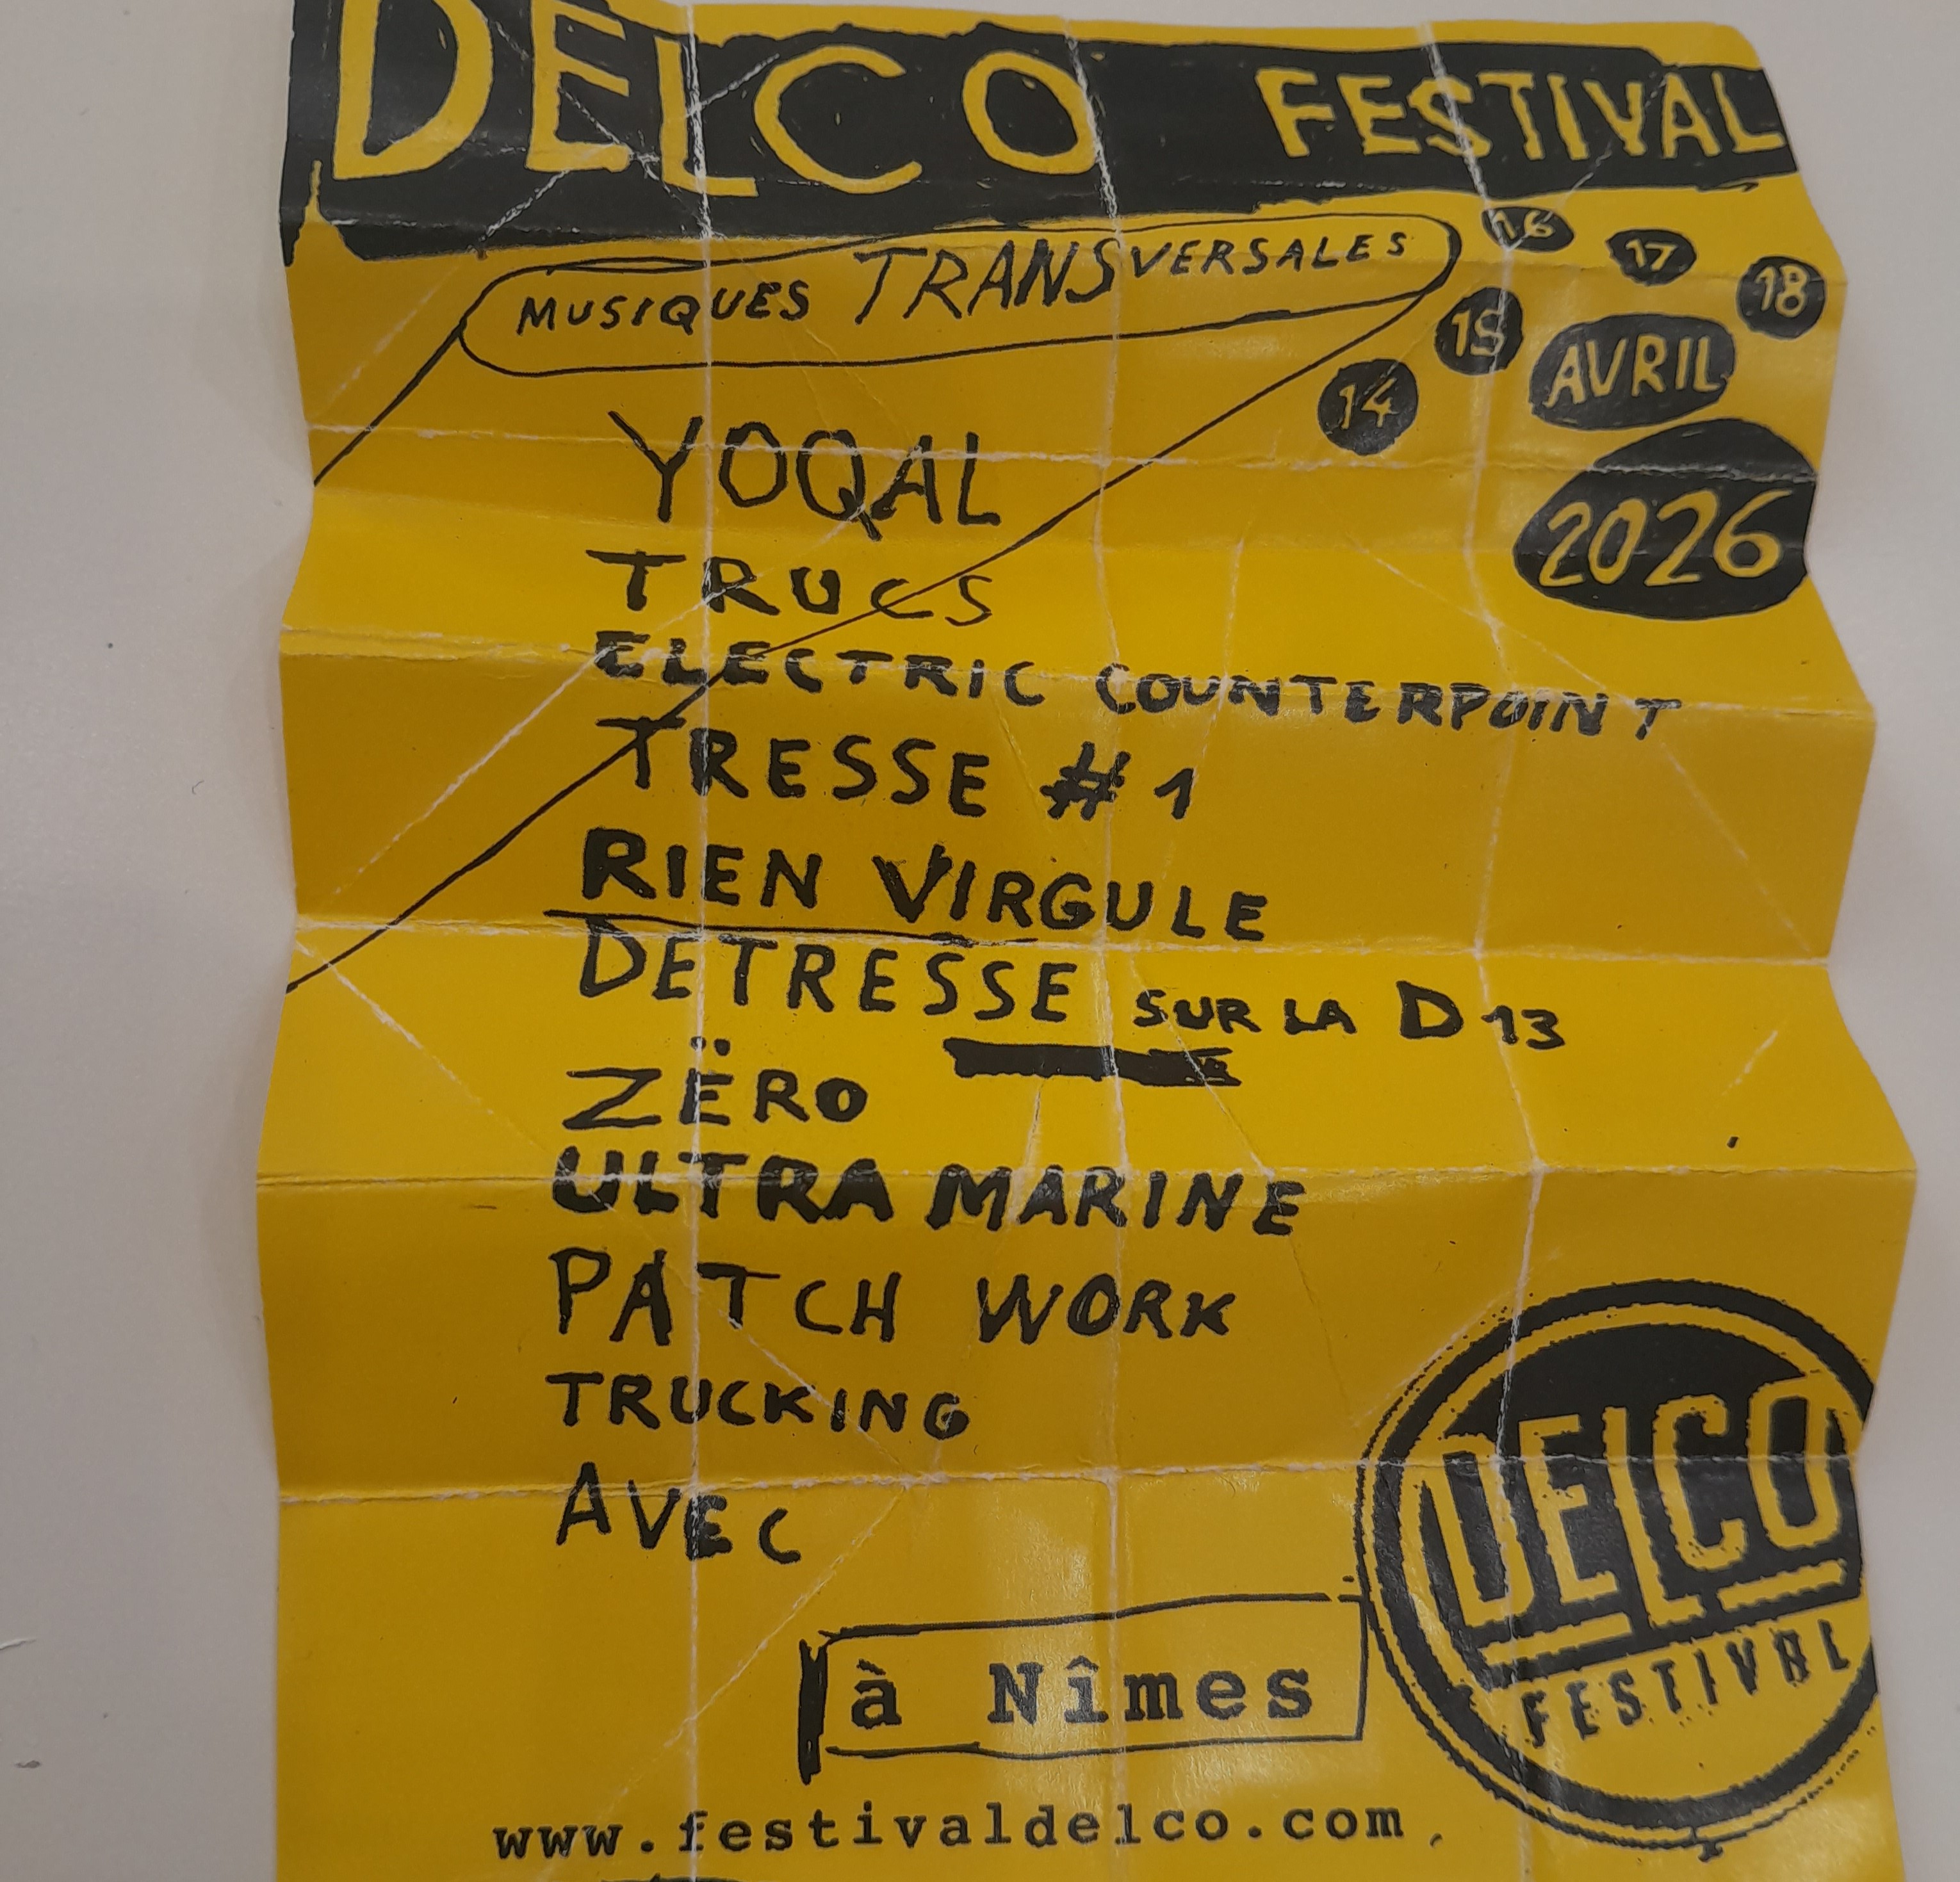 DELCO FESTIVAL
MUSIQUES TRANSVERSALES
14 15 16 17 18
AVRIL
2026
YOQAL
TRUCS
ELECTRIC COUNTERPOINT
TRESSE #1
RIEN VIRGULE
DETRESSE SUR LA D13
ZËRO
ULTRA MARINE
PATCH WORK
TRUCKING
AVEC
DELCO
FESTIVAL
à Nîmes
www.festivaldelco.com